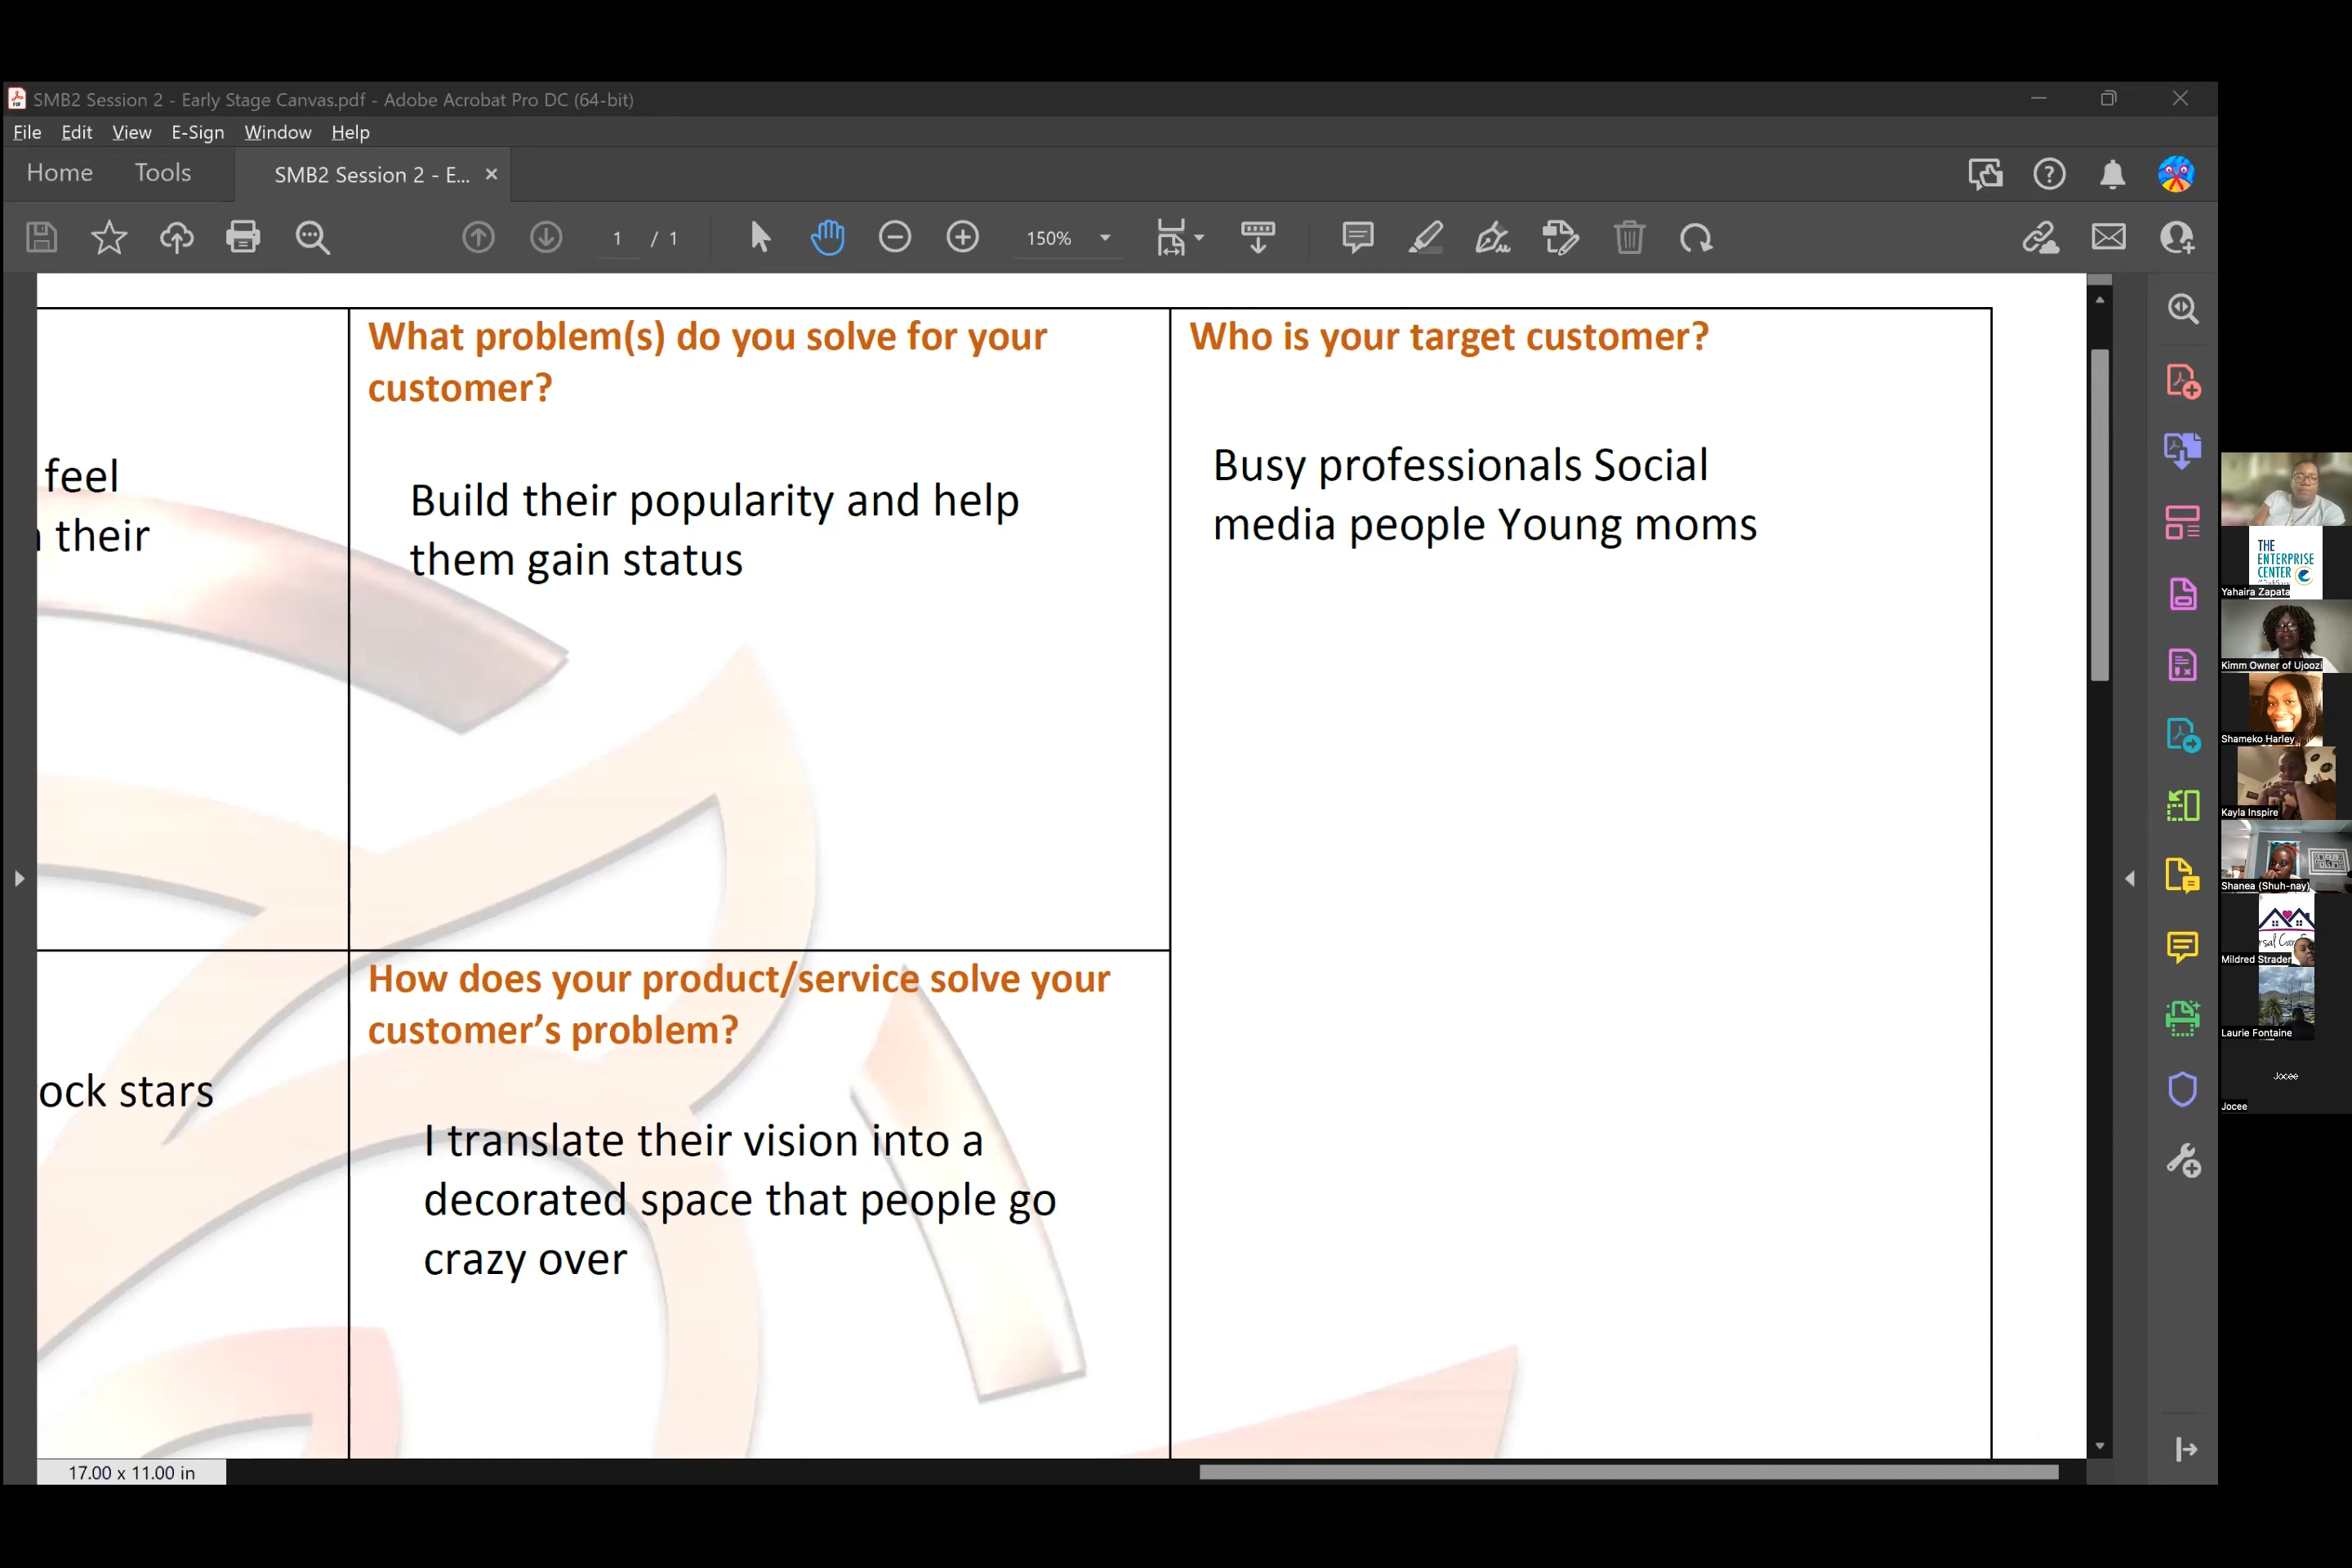 SMB2 Session 2 - Early Stage Canvas.pdf - Adobe Acrobat Pro DC (64-bit)
File Edit View E-Sign Window Help
Home Tools SMB2 Session 2 - E... ×
1 / 1 150%
What problem(s) do you solve for your
customer?
Who is your target customer?
feel
their
Build their popularity and help
them gain status
Busy professionals Social
media people Young moms
How does your product/service solve your
customer’s problem?
ock stars
I translate their vision into a
decorated space that people go
crazy over
17.00 x 11.00 in
THE
ENTERPRISE
CENTER
Yahaira Zapata
Kimm Owner of Ujoozi
Shameko Harley
Kayla Inspire
Shanea (Shuh-nay)
Mildred Strader
Laurie Fontaine
Jocee
Jocee